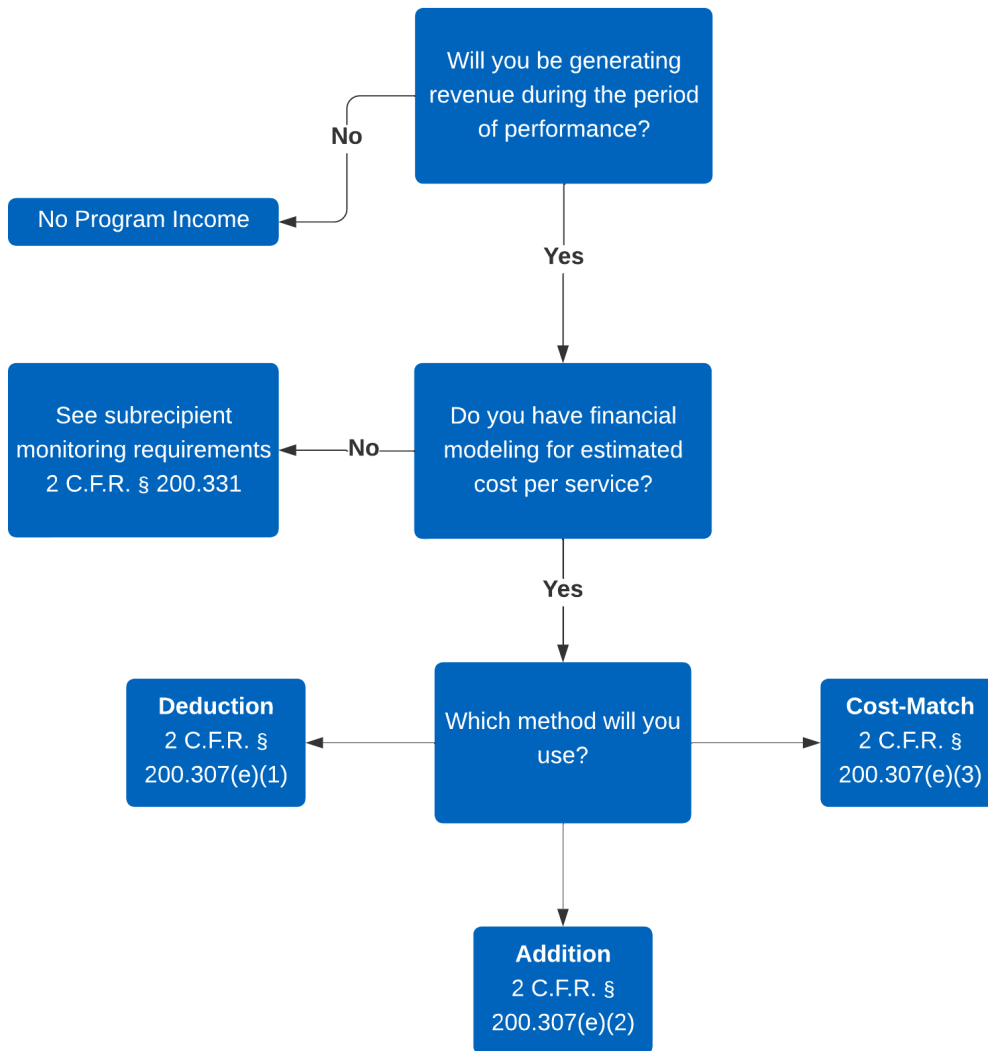 Will you be generating
revenue during the period
of performance?
No
No Program Income
Yes
See subrecipient
monitoring requirements
2 C.F.R. § 200.331
No
Do you have financial
modeling for estimated
cost per service?
Yes
Deduction
2 C.F.R. §
200.307(e)(1)
Which method will you
use?
Cost-Match
2 C.F.R. §
200.307(e)(3)
Addition
2 C.F.R. §
200.307(e)(2)